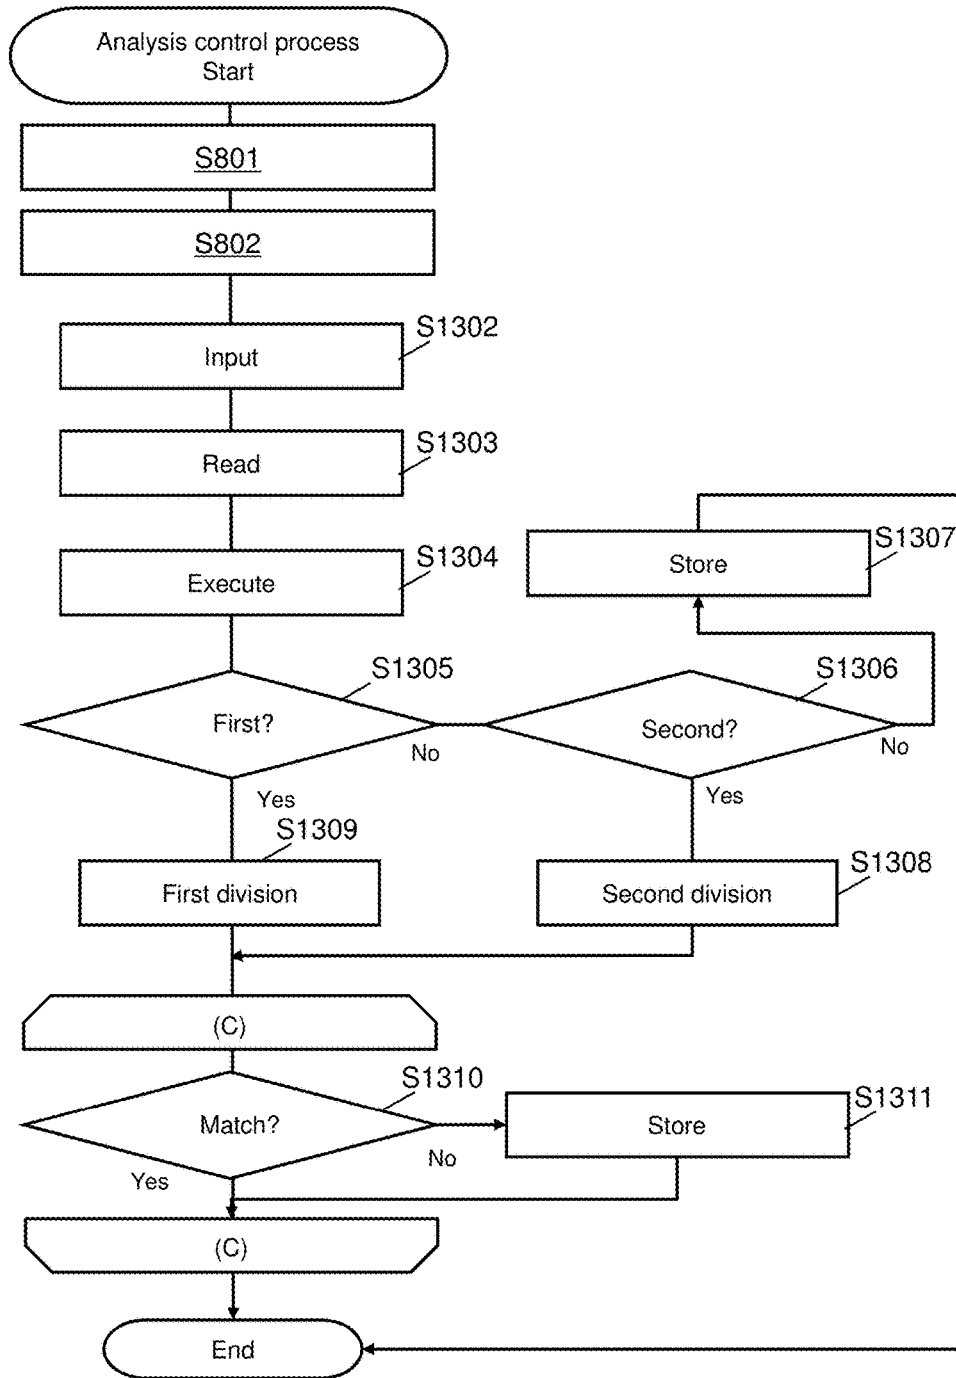 Analysis control process
Start
S801
S802
S1302
Input
S1303
Read
S1304
Execute
S1307
Store
S1305
First?
No
Yes
S1306
Second?
No
Yes
S1309
First division
S1308
Second division
(C)
S1310
Match?
No
Yes
S1311
Store
(C)
End